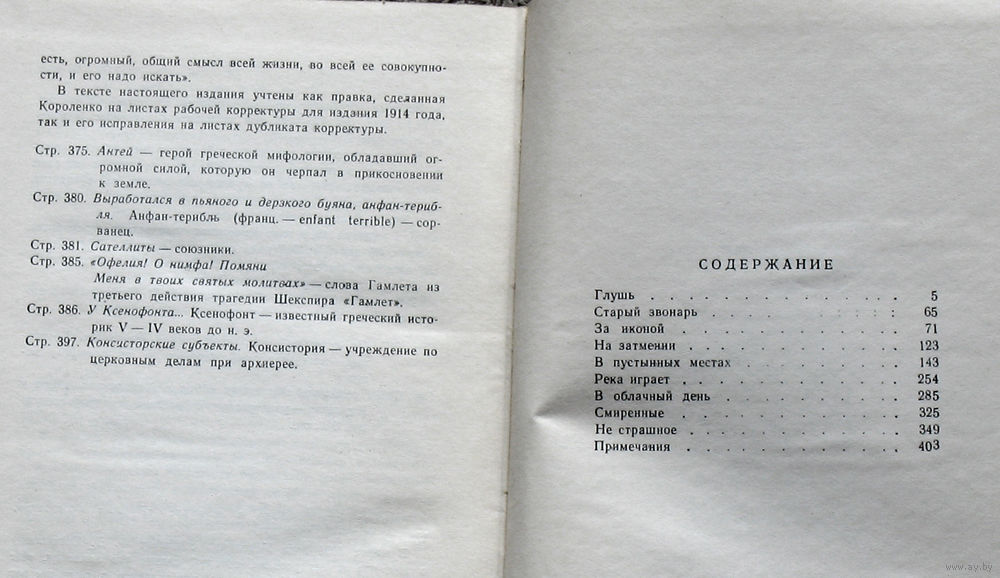 есть, огромный, общий смысл всей жизни, во всей ее совокупно-
сти, и его надо искать».
В тексте настоящего издания учтены как правка, сделанная
Короленко на листах рабочей корректуры для издания 1914 года,
так и его исправления на листах дубликата корректуры.
Стр. 375. Антей — герой греческой мифологии, обладавший ог-
ромной силой, которую он черпал в прикосновении
к земле.
Стр. 380. Выработался в пьяного и дерзкого буяна, анфан-териб-
ля. Анфан-терибль (франц. — enfant terrible) — сор-
ванец.
Стр. 381. Сателлиты — союзники.
Стр. 385. «Офелия! О нимфа! Помяни
Меня в твоих святых молитвах» — слова Гамлета из
третьего действия трагедии Шекспира «Гамлет».
Стр. 386. У Ксенофонта... Ксенофонт — известный греческий исто-
рик V — IV веков до н. э.
Стр. 397. Консисторские субъекты. Консистория — учреждение по
церковным делам при архиерее.
СОДЕРЖАНИЕ
Глушь . . . . . . . . . . . . 5
Старый звонарь . . . . . . . . . 65
За иконой . . . . . . . . . . . 71
На затмении . . . . . . . . . . 123
В пустынных местах . . . . . . . . 143
Река играет . . . . . . . . . . 254
В облачный день . . . . . . . . . 285
Смиренные . . . . . . . . . . . 325
Не страшное . . . . . . . . . . 349
Примечания . . . . . . . . . . 403
www.ay.by